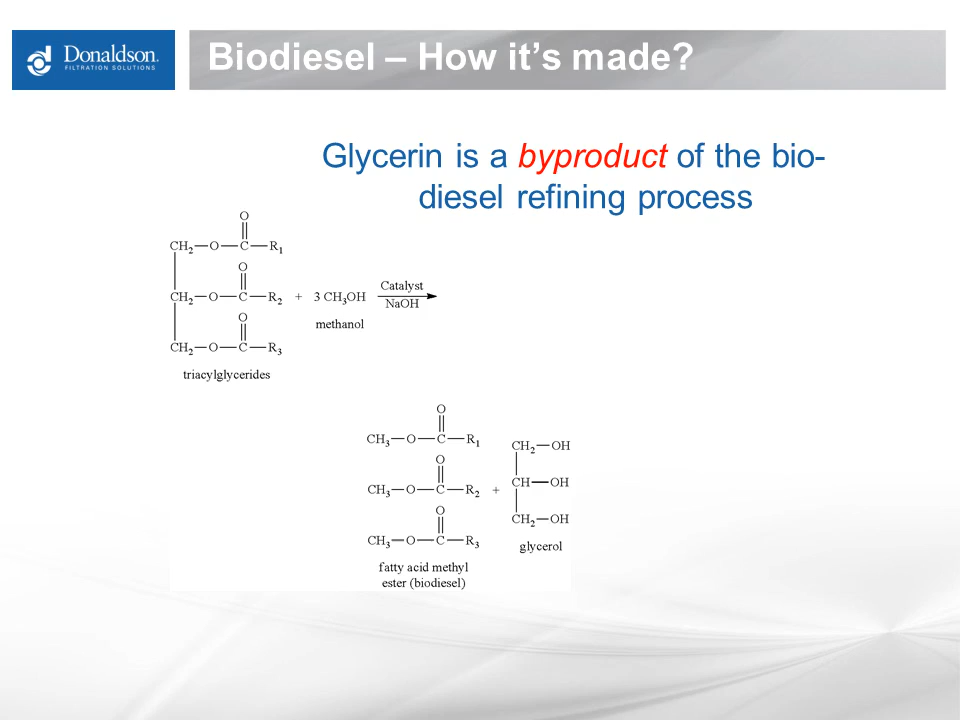 Donaldson.
FILTRATION SOLUTIONS
Biodiesel – How it’s made?
Glycerin is a byproduct of the bio-
diesel refining process
O
CH₂—O—C—R₁
O
CH₂—O—C—R₂ + 3 CH₃OH Catalyst
NaOH
methanol
O
CH₂—O—C—R₃
triacylglycerides
O
CH₃—O—C—R₁
CH₂—OH
O
CH₃—O—C—R₂ + CH—OH
O
CH₂—OH
CH₃—O—C—R₃
glycerol
fatty acid methyl
ester (biodiesel)